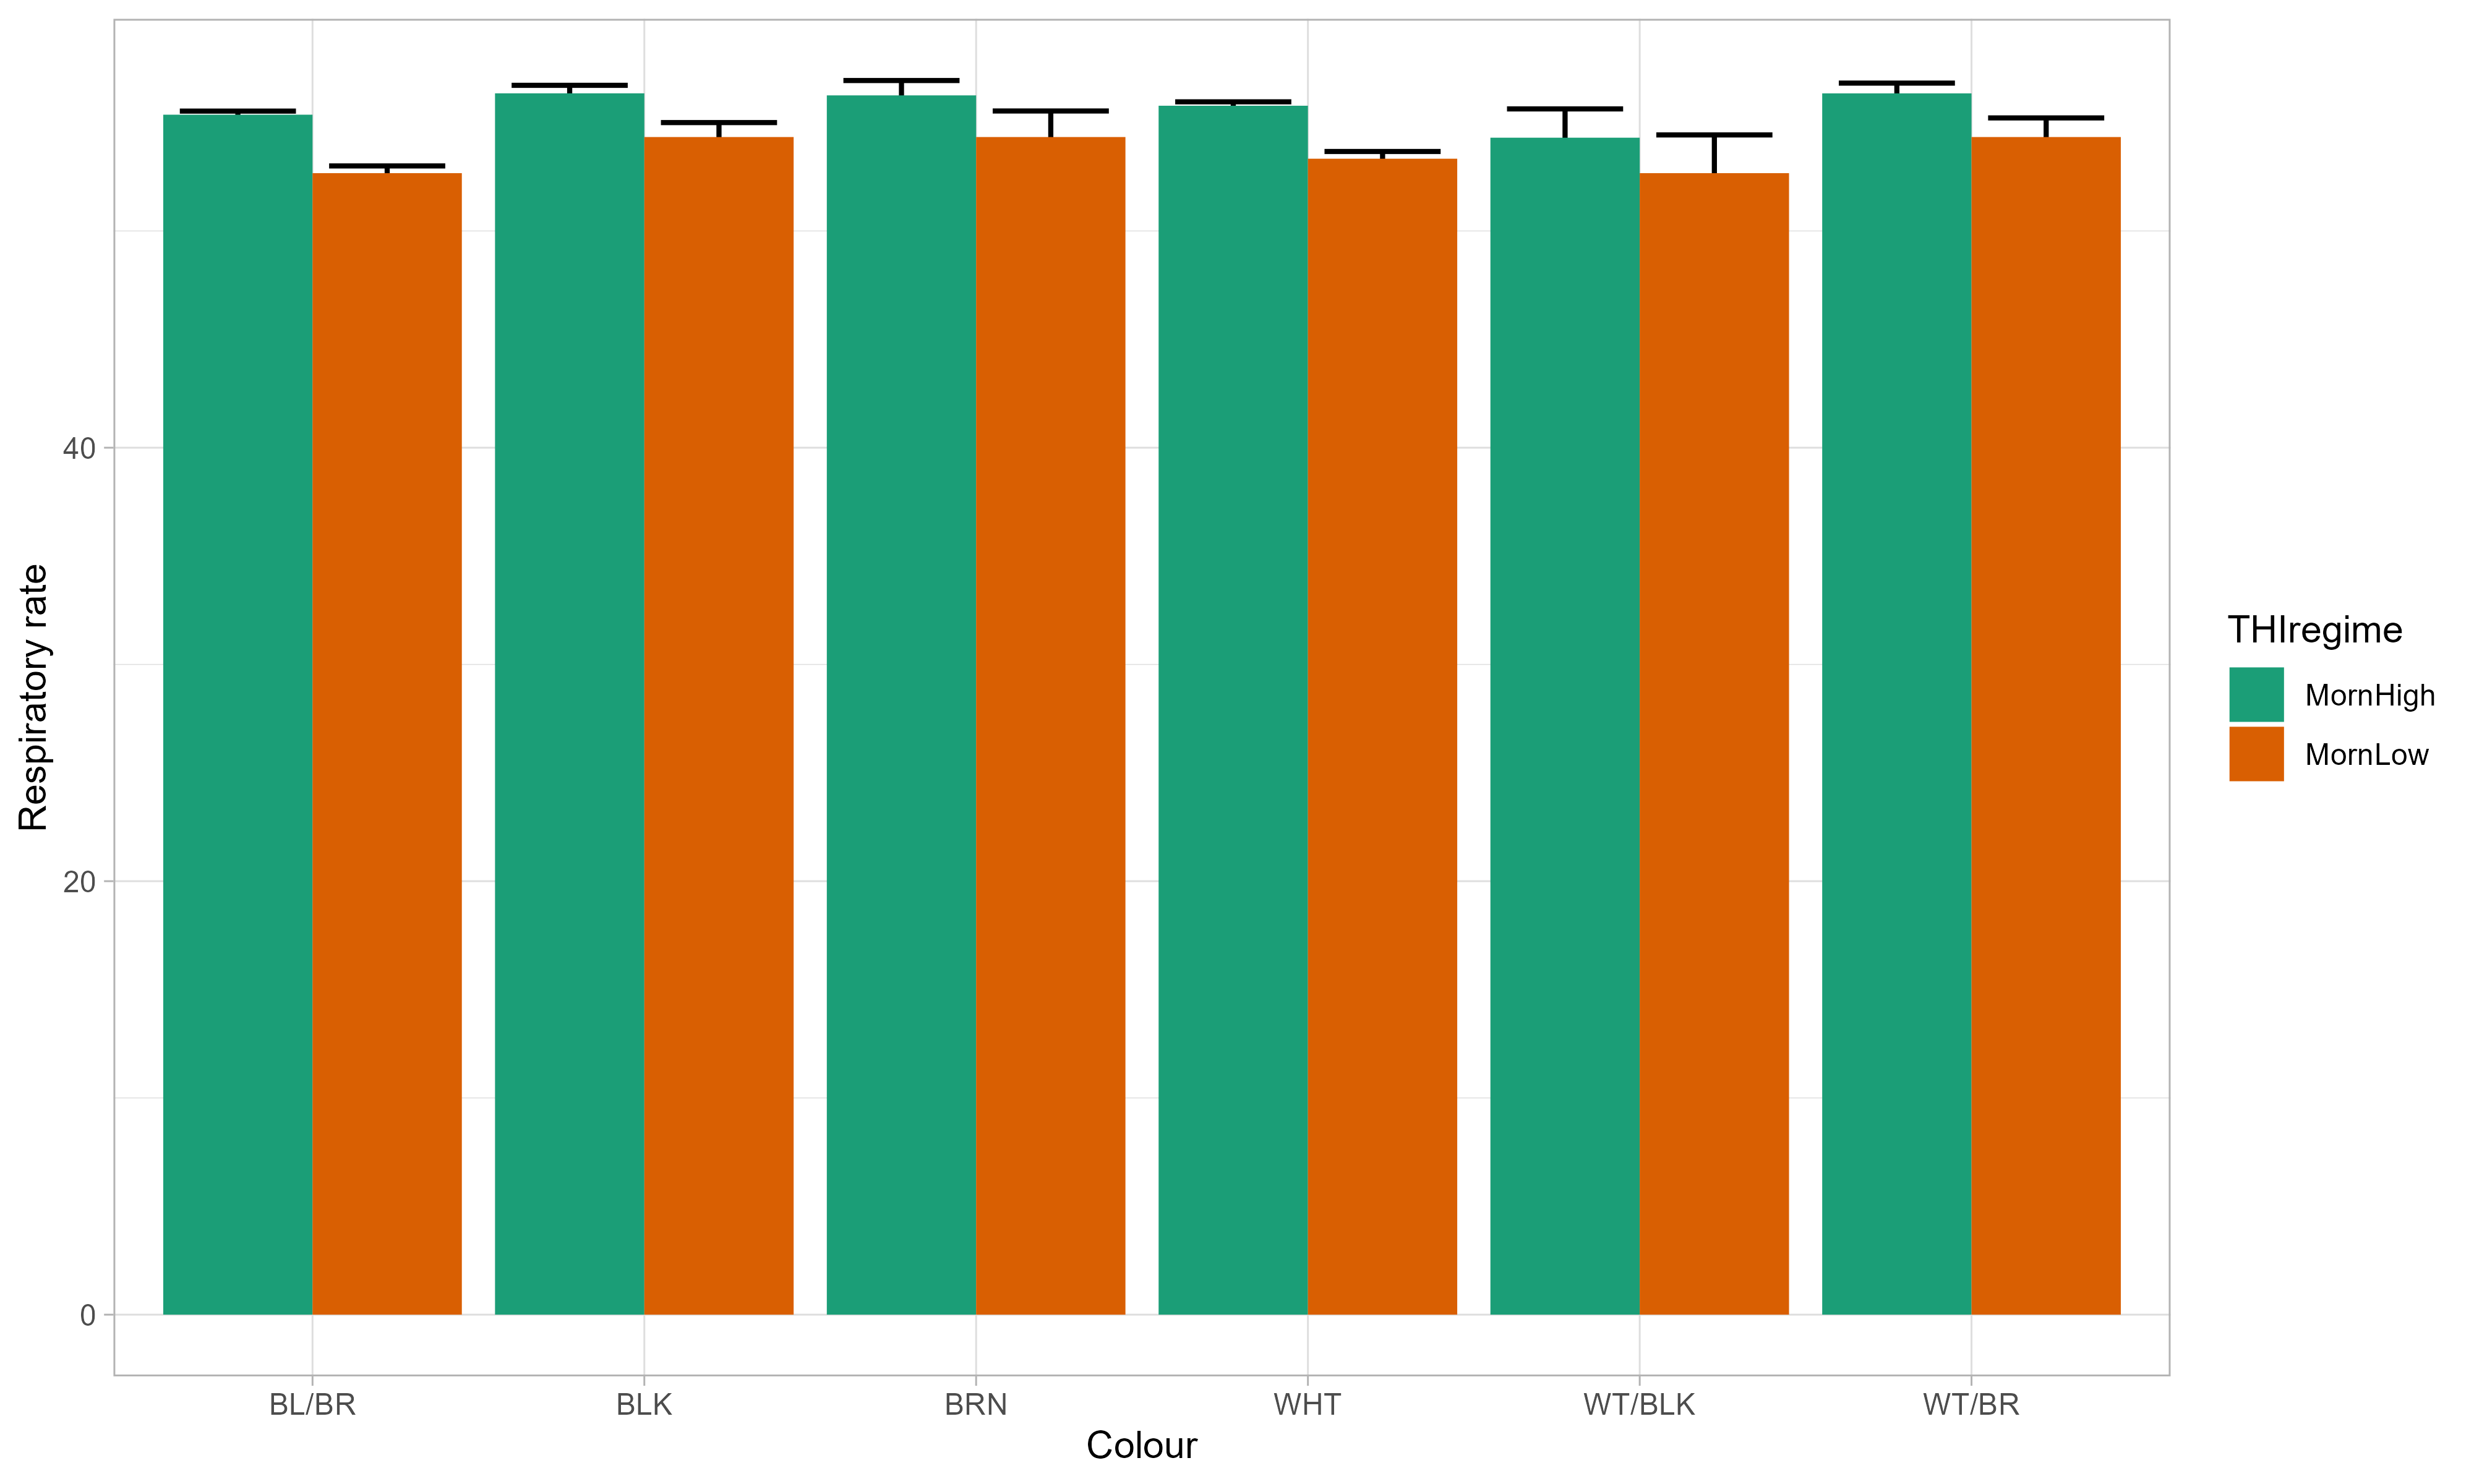 Respiratory rate
40
20
0
BL/BR
BLK
BRN
WHT
WT/BLK
WT/BR
Colour
THIregime
MornHigh
MornLow